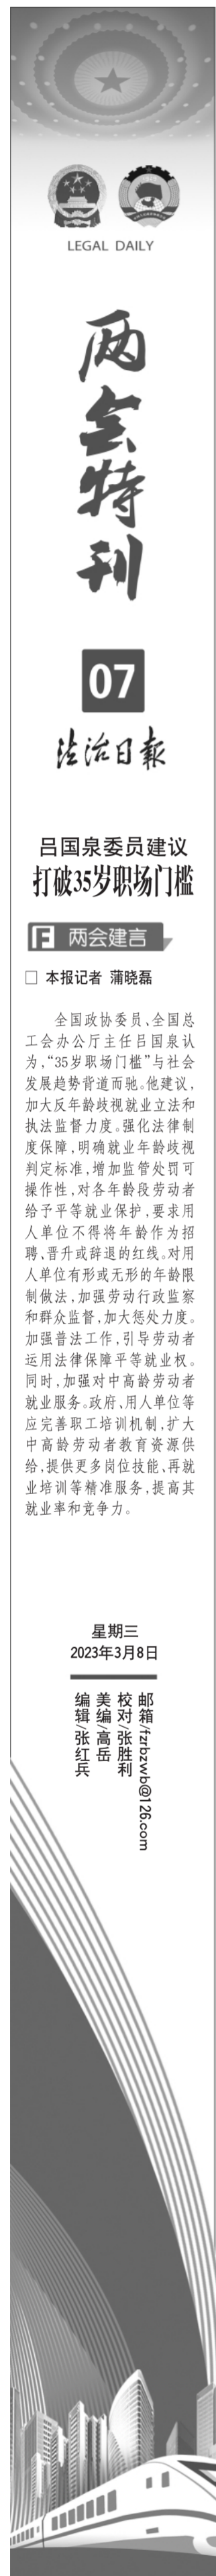 LEGAL DAILY
两会特刊
07
法治日报
吕国泉委员建议
打破35岁职场门槛
F 两会建言
□ 本报记者 蒲晓磊
全国政协委员、全国总
工会办公厅主任吕国泉认
为，“35岁职场门槛”与社会
发展趋势背道而驰。他建议，
加大反年龄歧视就业立法和
执法监督力度。强化法律制
度保障，明确就业年龄歧视
判定标准，增加监管处罚可
操作性，对各年龄段劳动者
给予平等就业保护，要求用
人单位不得将年龄作为招
聘、晋升或辞退的红线。对用
人单位有形或无形的年龄限
制做法，加强劳动行政监察
和群众监督，加大惩处力度。
加强普法工作，引导劳动者
运用法律保障平等就业权。
同时，加强对中高龄劳动者
就业服务。政府、用人单位等
应完善职工培训机制，扩大
中高龄劳动者教育资源供
给，提供更多岗位技能、再就
业培训等精准服务，提高其
就业率和竞争力。
星期三
2023年3月8日
编辑/张红兵
美编/高岳
校对/张胜利
邮箱/fzrbzwb@126.com